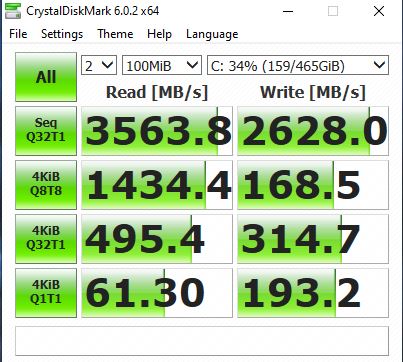 CrystalDiskMark 6.0.2 x64
File Settings Theme Help Language
All 2 100MiB C: 34% (159/465GiB)
Read [MB/s] Write [MB/s]
Seq
Q32T1 3563.8 2628.0
4KiB
Q8T8 1434.4 168.5
4KiB
Q32T1 495.4 314.7
4KiB
Q1T1 61.30 193.2